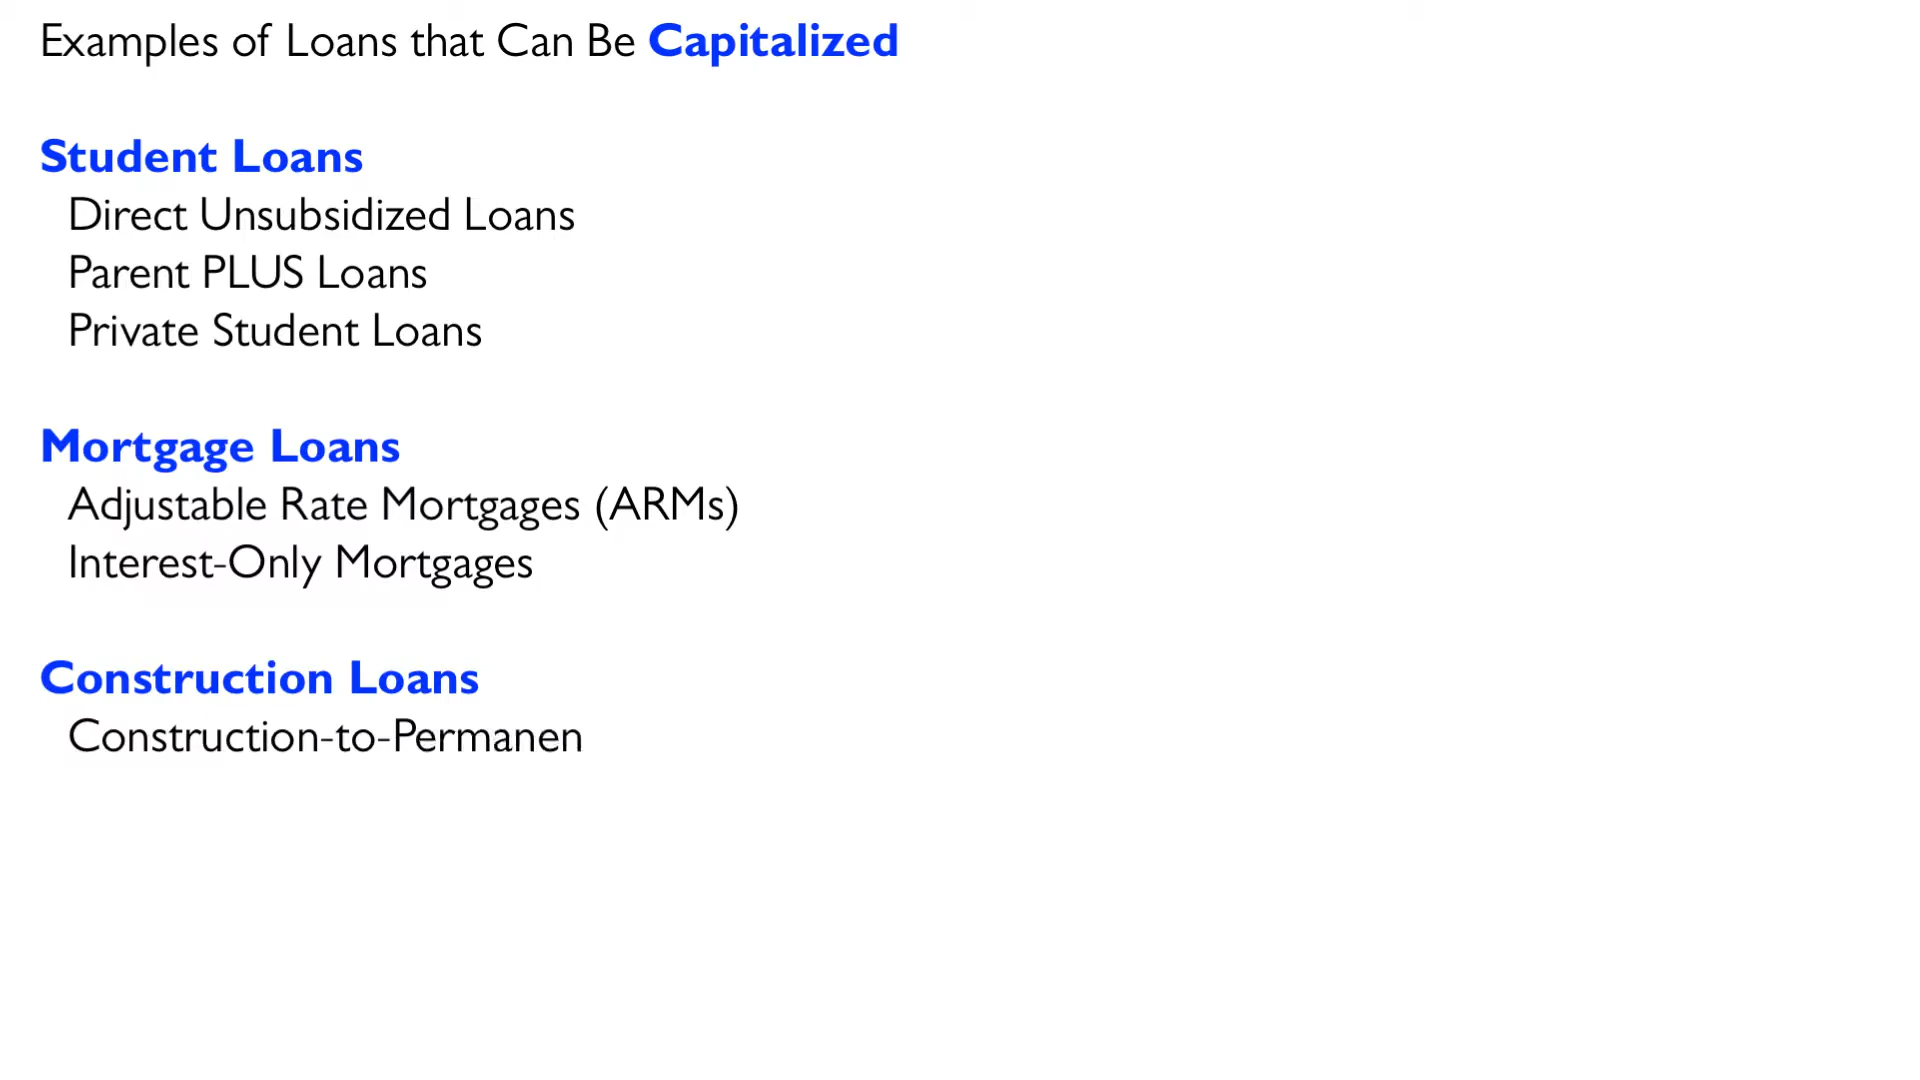 Examples of Loans that Can Be Capitalized
Student Loans
Direct Unsubsidized Loans
Parent PLUS Loans
Private Student Loans
Mortgage Loans
Adjustable Rate Mortgages (ARMs)
Interest-Only Mortgages
Construction Loans
Construction-to-Permanen